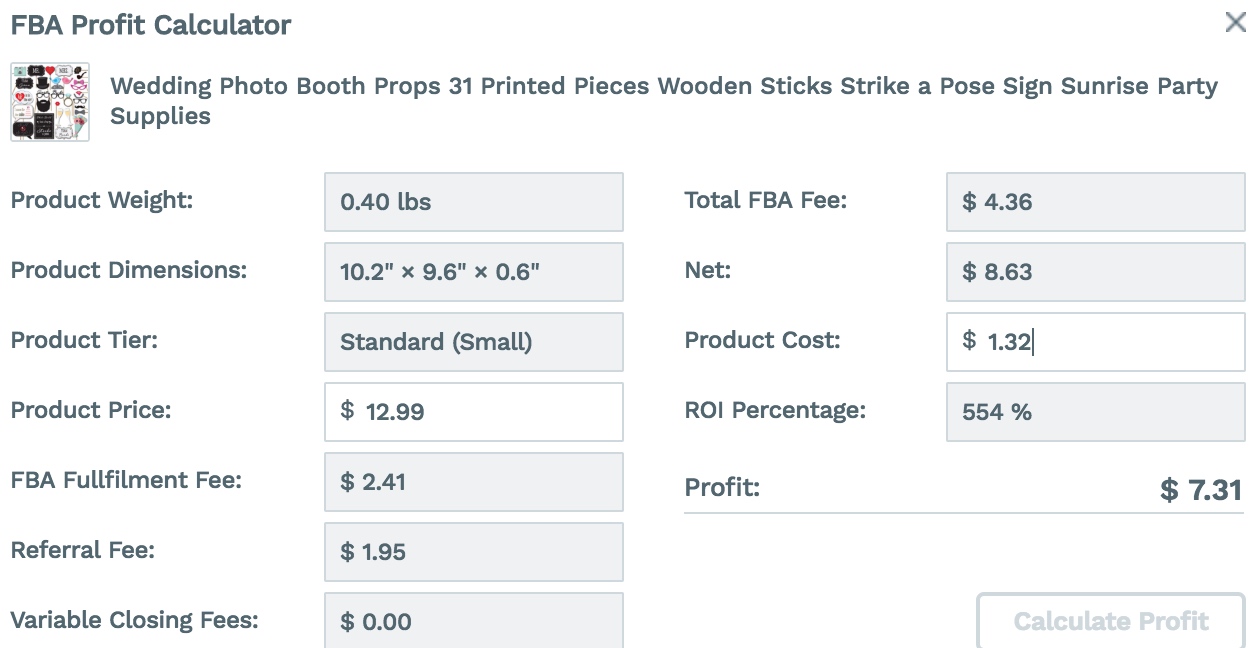 FBA Profit Calculator
Wedding Photo Booth Props 31 Printed Pieces Wooden Sticks Strike a Pose Sign Sunrise Party
Supplies
Product Weight: 0.40 lbs
Product Dimensions: 10.2" × 9.6" × 0.6"
Product Tier: Standard (Small)
Product Price: $ 12.99
FBA Fullfilment Fee: $ 2.41
Referral Fee: $ 1.95
Variable Closing Fees: $ 0.00
Total FBA Fee: $ 4.36
Net: $ 8.63
Product Cost: $ 1.32
ROI Percentage: 554 %
Profit: $ 7.31
Calculate Profit